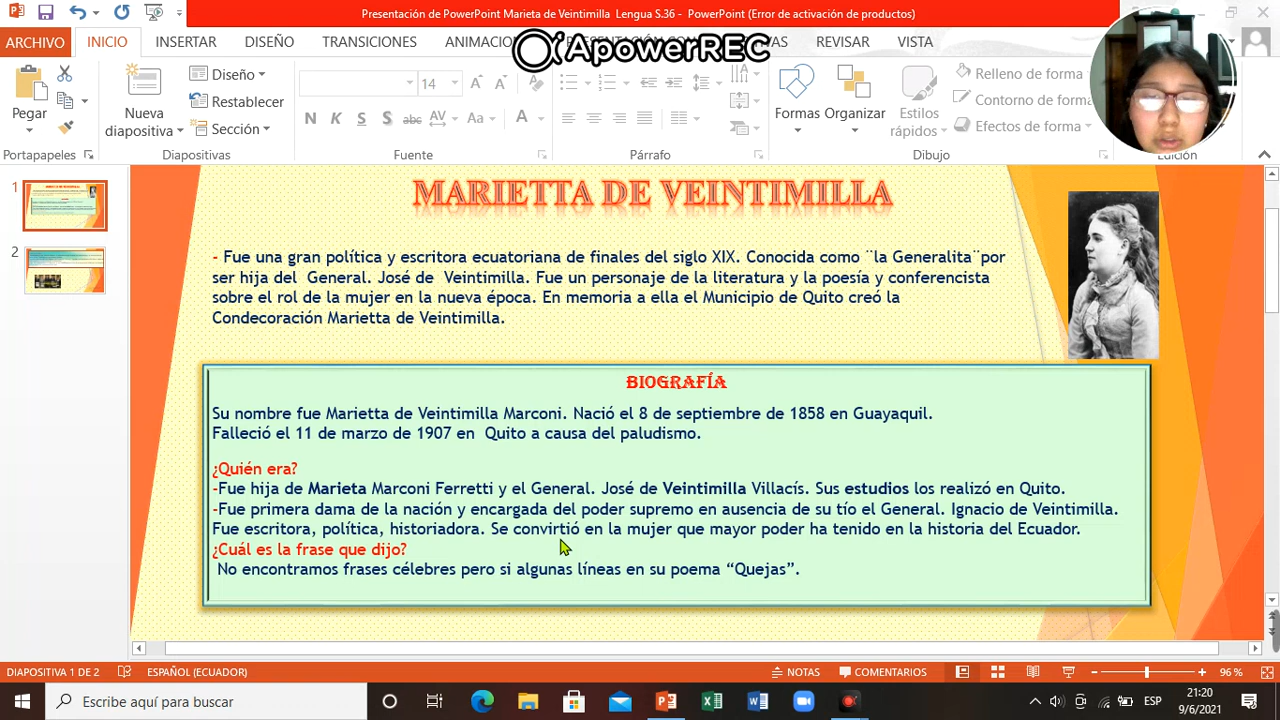 Presentación de PowerPoint Marieta de Veintimilla Lengua S.36 - PowerPoint (Error de activación de productos)
ARCHIVO INICIO INSERTAR DISEÑO TRANSICIONES REVISAR VISTA
ApowerREC
Pegar
Nueva diapositiva
Diseño
Restablecer
Sección
14
N K S S abc AV Aa A
Formas
Organizar
Estilos rápidos
Relleno de forma
Contorno de forma
Efectos de forma
Portapapeles Diapositivas Fuente Párrafo Dibujo Edición
1
2
MARIETTA DE VEINTIMILLA
- Fue una gran política y escritora ecuatoriana de finales del siglo XIX. Conocida como ¨la Generalita¨por
ser hija del General. José de Veintimilla. Fue un personaje de la literatura y la poesía y conferencista
sobre el rol de la mujer en la nueva época. En memoria a ella el Municipio de Quito creó la
Condecoración Marietta de Veintimilla.
BIOGRAFÍA
Su nombre fue Marietta de Veintimilla Marconi. Nació el 8 de septiembre de 1858 en Guayaquil.
Falleció el 11 de marzo de 1907 en Quito a causa del paludismo.
¿Quién era?
-Fue hija de Marieta Marconi Ferretti y el General. José de Veintimilla Villacís. Sus estudios los realizó en Quito.
-Fue primera dama de la nación y encargada del poder supremo en ausencia de su tío el General. Ignacio de Veintimilla.
Fue escritora, política, historiadora. Se convirtió en la mujer que mayor poder ha tenido en la historia del Ecuador.
¿Cuál es la frase que dijo?
No encontramos frases célebres pero si algunas líneas en su poema “Quejas”.
DIAPOSITIVA 1 DE 2 ESPAÑOL (ECUADOR) NOTAS COMENTARIOS 96 %
Escribe aquí para buscar
ESP
21:20
9/6/2021